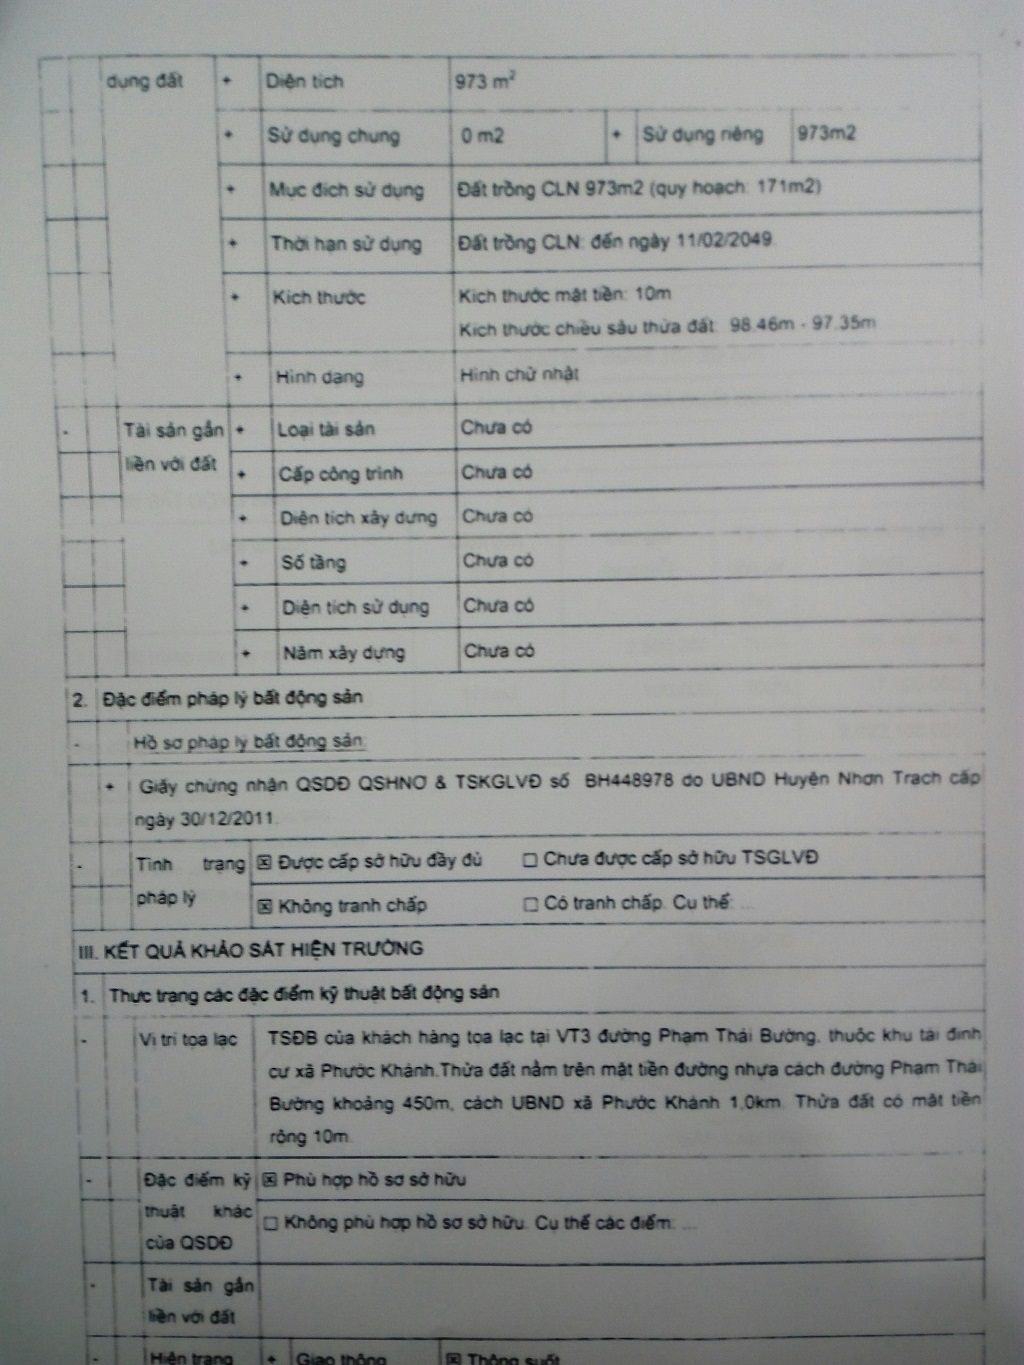 dụng đất + Diện tích 973 m²
+ Sử dụng chung 0 m2 + Sử dụng riêng 973m2
+ Mục đích sử dụng Đất trồng CLN 973m2 (quy hoạch: 171m2)
+ Thời hạn sử dụng Đất trồng CLN: đến ngày 11/02/2049.
+ Kích thước Kích thước mặt tiền: 10m
Kích thước chiều sâu thửa đất: 98.46m - 97.35m
+ Hình dạng Hình chữ nhật
- Tài sản gắn + Loại tài sản Chưa có
liền với đất + Cấp công trình Chưa có
+ Diện tích xây dựng Chưa có
+ Số tầng Chưa có
+ Diện tích sử dụng Chưa có
+ Năm xây dựng Chưa có
2. Đặc điểm pháp lý bất động sản
- Hồ sơ pháp lý bất động sản:
+ Giấy chứng nhận QSDĐ QSHNƠ & TSKGLVĐ số BH448978 do UBND Huyện Nhơn Trạch cấp
ngày 30/12/2011.
- Tình trạng ☒ Được cấp sở hữu đầy đủ ☐ Chưa được cấp sở hữu TSGLVĐ
pháp lý ☒ Không tranh chấp ☐ Có tranh chấp. Cụ thể: ...
III. KẾT QUẢ KHẢO SÁT HIỆN TRƯỜNG
1. Thực trạng các đặc điểm kỹ thuật bất động sản
- Vị trí tọa lạc TSĐB của khách hàng tọa lạc tại VT3 đường Phạm Thái Bường, thuộc khu tái định
cư xã Phước Khánh.Thửa đất nằm trên mặt tiền đường nhựa cách đường Phạm Thái
Bường khoảng 450m, cách UBND xã Phước Khánh 1,0km. Thửa đất có mặt tiền
rộng 10m.
- Đặc điểm kỹ ☒ Phù hợp hồ sơ sở hữu
thuật khác ☐ Không phù hợp hồ sơ sở hữu. Cụ thể các điểm: ...
của QSDĐ
- Tài sản gắn
liền với đất
- Hiện trạng + Giao thông ☒ Thông suốt